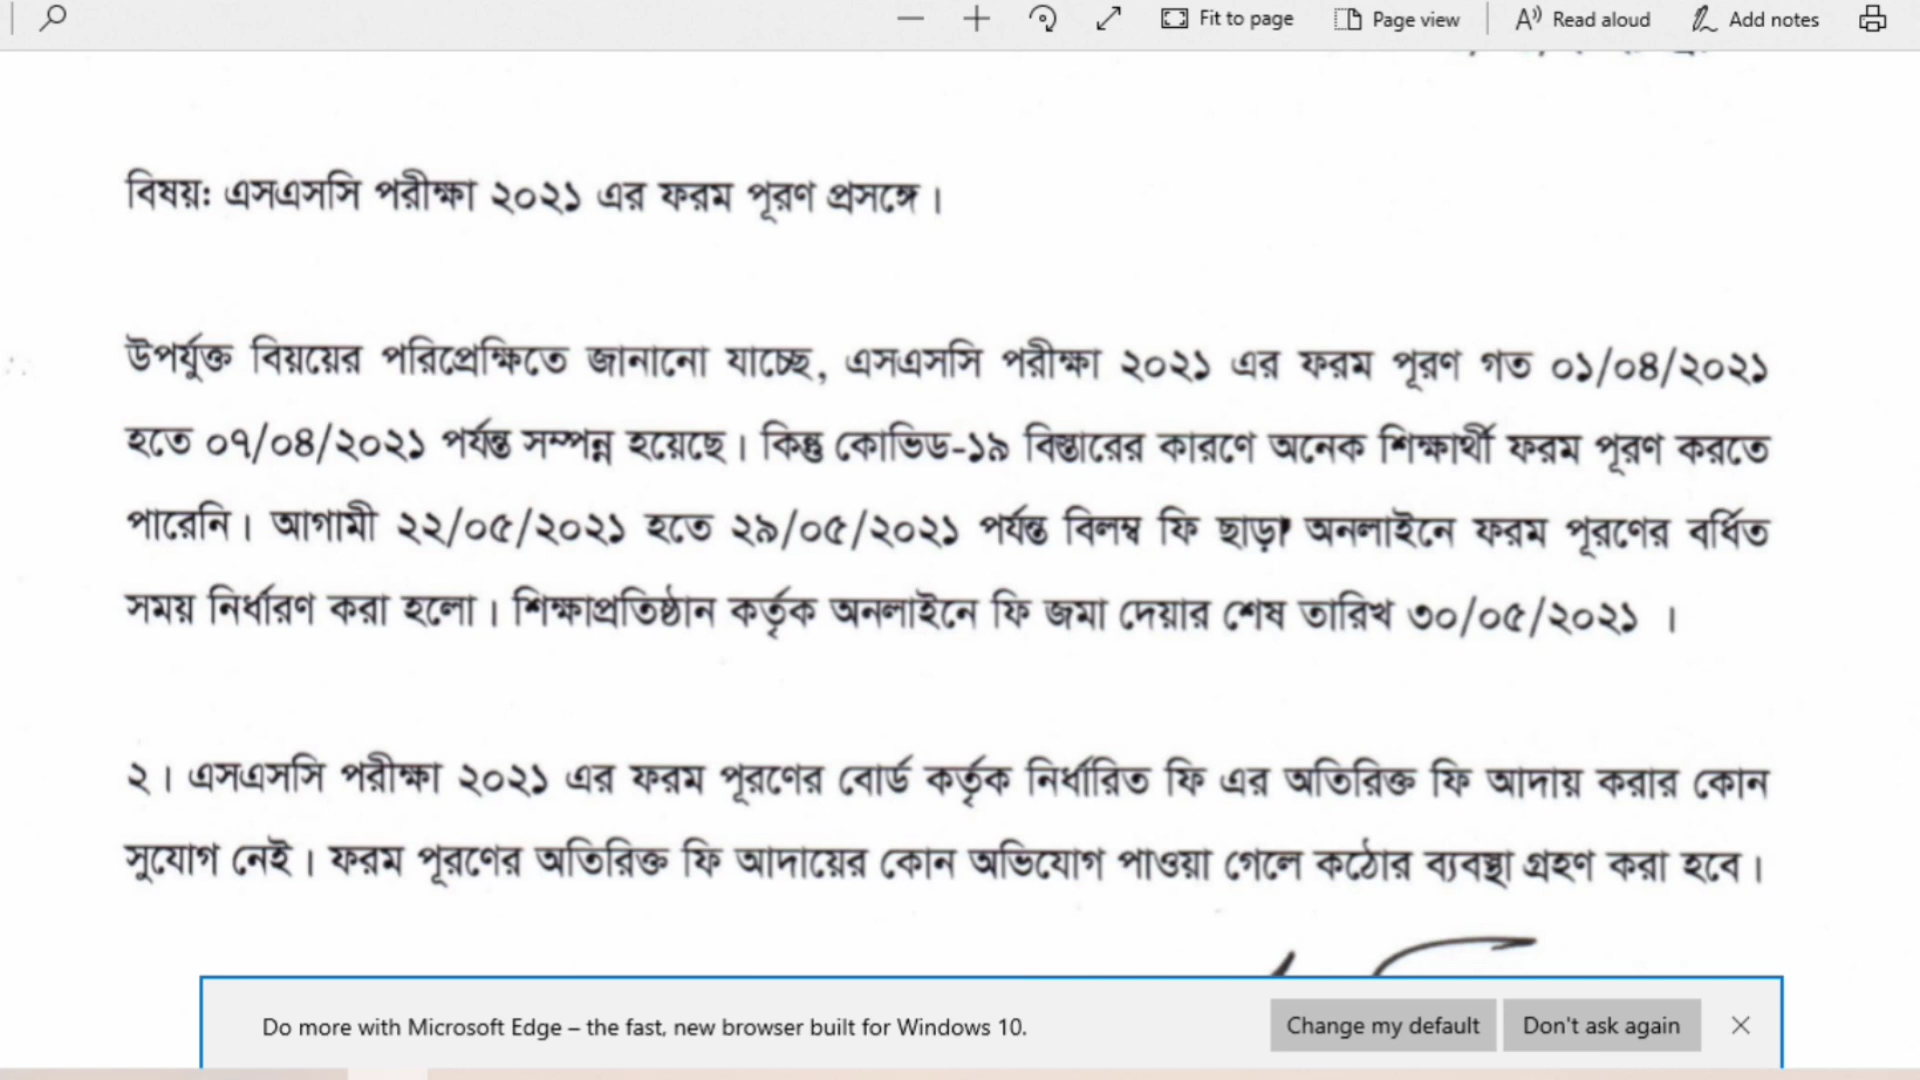 Fit to page
Page view
Read aloud
Add notes
বিষয়: এসএসসি পরীক্ষা ২০২১ এর ফরম পূরণ প্রসঙ্গে।
উপর্যুক্ত বিয়য়ের পরিপ্রেক্ষিতে জানানো যাচ্ছে, এসএসসি পরীক্ষা ২০২১ এর ফরম পূরণ গত ০১/০৪/২০২১
হতে ০৭/০৪/২০২১ পর্যন্ত সম্পন্ন হয়েছে। কিন্তু কোভিড-১৯ বিস্তারের কারণে অনেক শিক্ষার্থী ফরম পূরণ করতে
পারেনি। আগামী ২২/০৫/২০২১ হতে ২৯/০৫/২০২১ পর্যন্ত বিলম্ব ফি ছাড়া অনলাইনে ফরম পূরণের বর্ধিত
সময় নির্ধারণ করা হলো। শিক্ষাপ্রতিষ্ঠান কর্তৃক অনলাইনে ফি জমা দেয়ার শেষ তারিখ ৩০/০৫/২০২১ ।
২। এসএসসি পরীক্ষা ২০২১ এর ফরম পূরণের বোর্ড কর্তৃক নির্ধারিত ফি এর অতিরিক্ত ফি আদায় করার কোন
সুযোগ নেই। ফরম পূরণের অতিরিক্ত ফি আদায়ের কোন অভিযোগ পাওয়া গেলে কঠোর ব্যবস্থা গ্রহণ করা হবে।
Do more with Microsoft Edge – the fast, new browser built for Windows 10.
Change my default
Don't ask again